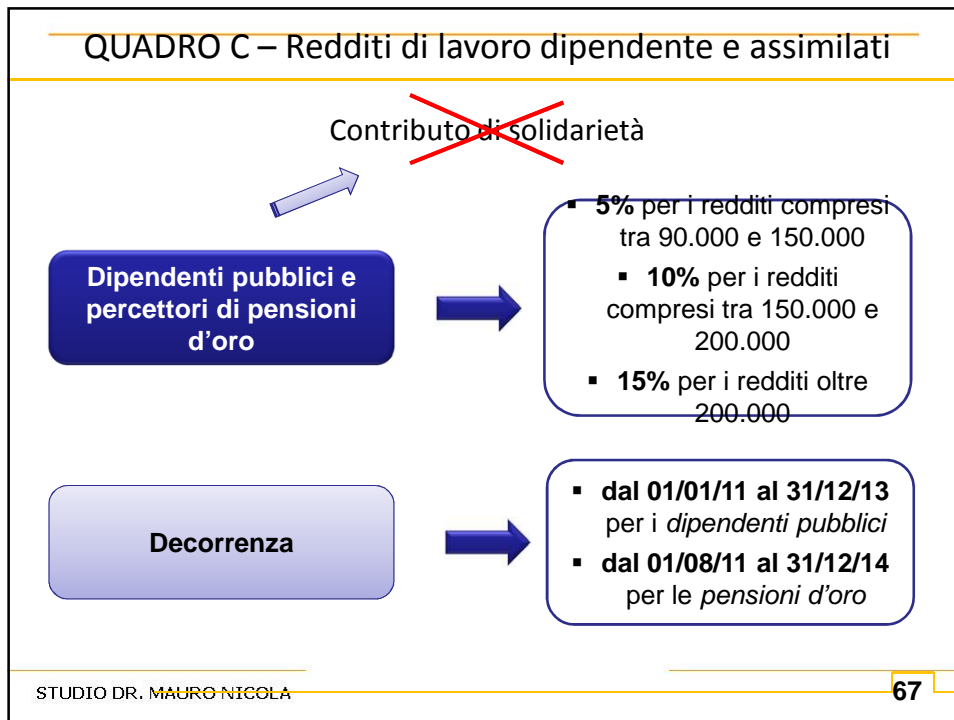 QUADRO C – Redditi di lavoro dipendente e assimilati
Contributo di solidarietà
Dipendenti pubblici e
percettori di pensioni
d’oro
▪ 5% per i redditi compresi
tra 90.000 e 150.000
▪ 10% per i redditi
compresi tra 150.000 e
200.000
▪ 15% per i redditi oltre
200.000
Decorrenza
▪ dal 01/01/11 al 31/12/13
per i dipendenti pubblici
▪ dal 01/08/11 al 31/12/14
per le pensioni d’oro
STUDIO DR. MAURO NICOLA
67